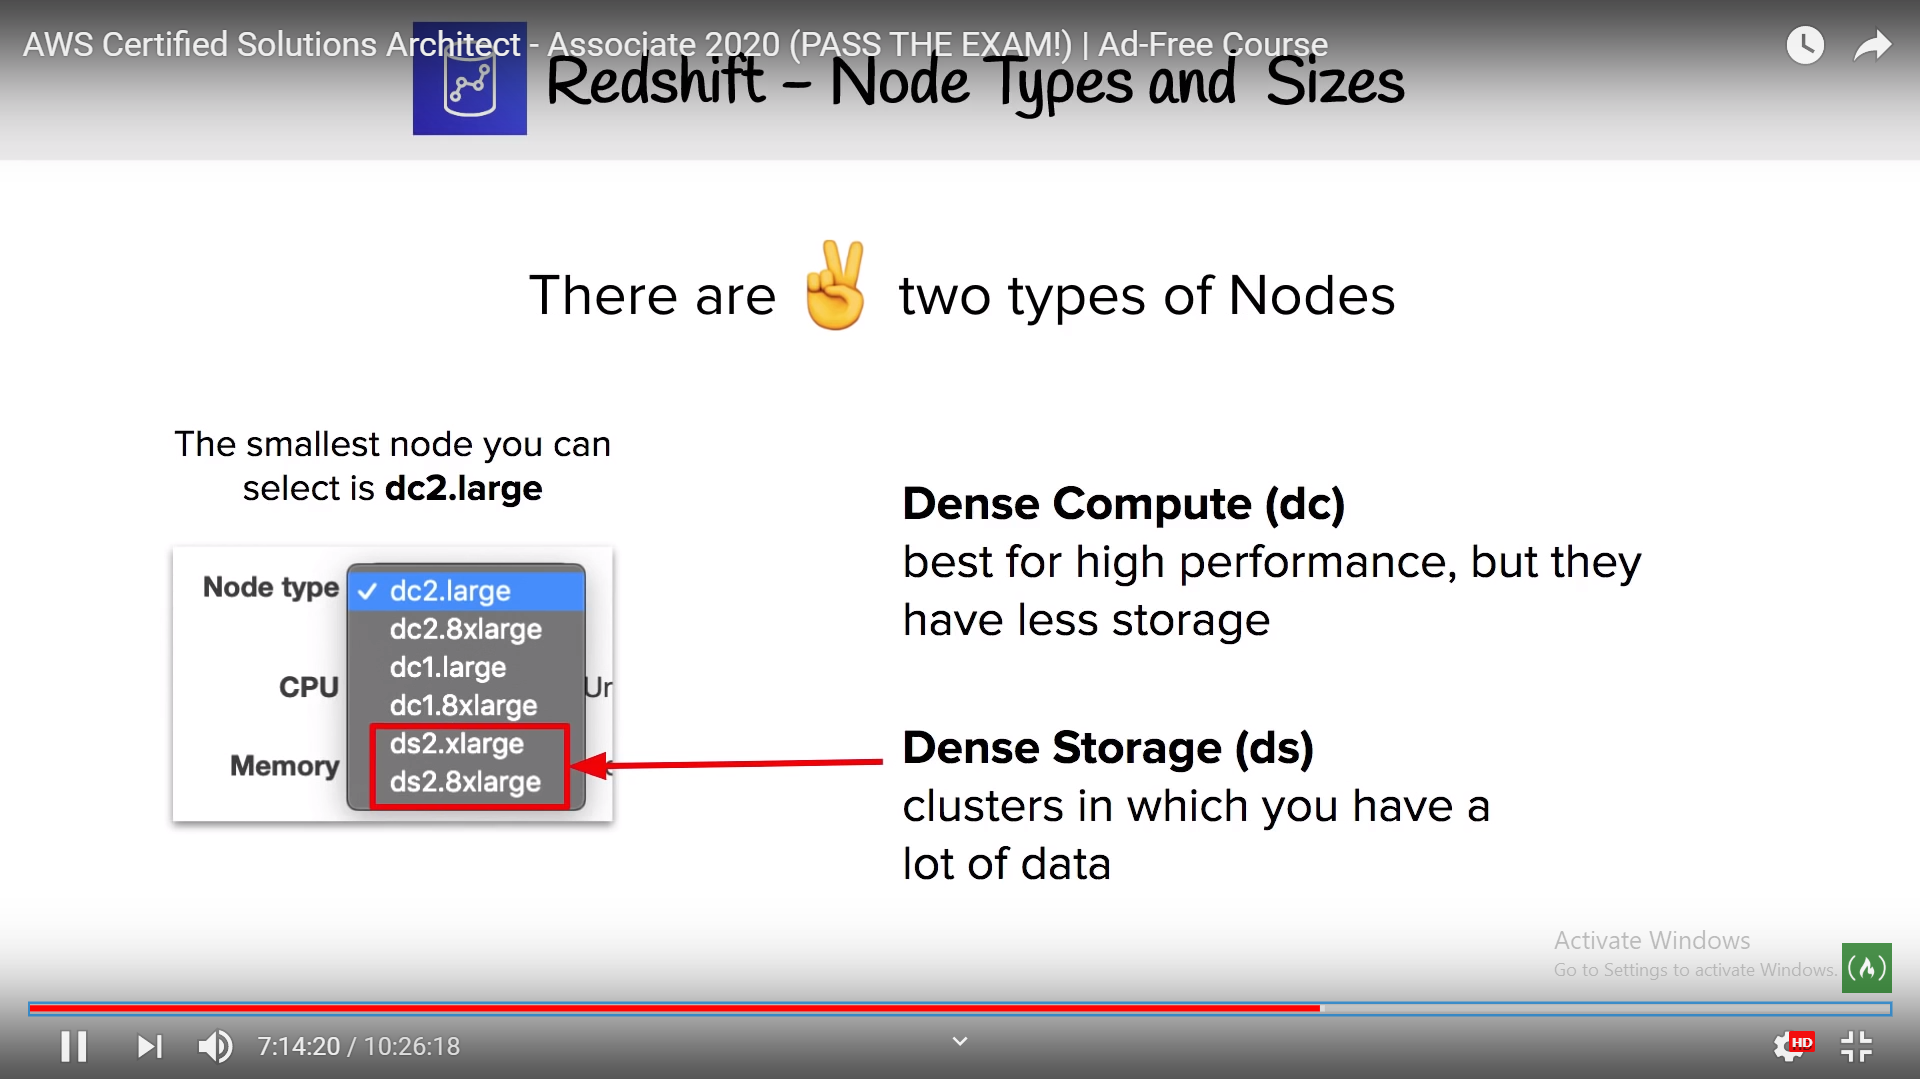 AWS Certified Solutions Architect - Associate 2020 (PASS THE EXAM!) | Ad-Free Course
Redshift - Node Types and Sizes
There are ✌ two types of Nodes
The smallest node you can
select is dc2.large
Node type
✓ dc2.large
dc2.8xlarge
dc1.large
dc1.8xlarge
ds2.xlarge
ds2.8xlarge
CPU
Ur
Memory
Dense Compute (dc)
best for high performance, but they
have less storage
Dense Storage (ds)
clusters in which you have a
lot of data
Activate Windows
Go to Settings to activate Windows.
7:14:20 / 10:26:18
HD